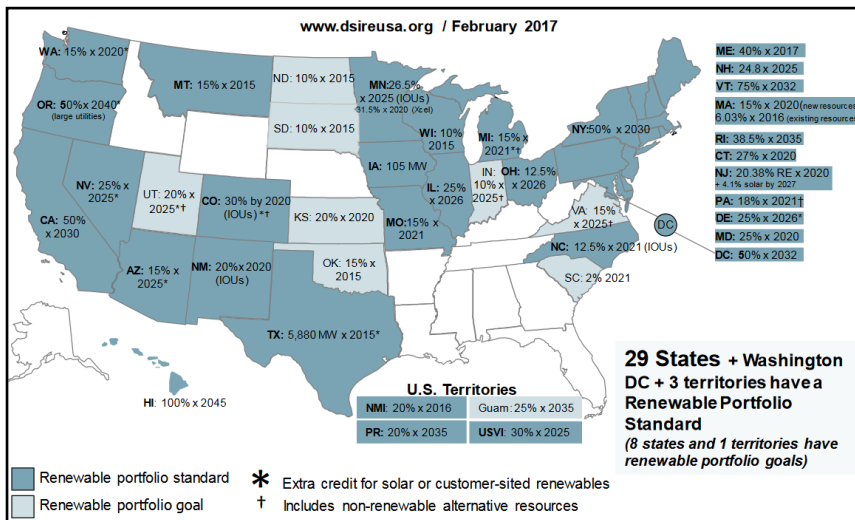 www.dsireusa.org / February 2017
WA: 15% x 2020*
OR: 50%x 2040*
(large utilities)
CA: 50%
x 2030
NV: 25% x
2025*
AZ: 15% x
2025*
MT: 15% x 2015
UT: 20% x
2025*†
CO: 30% by 2020
(IOUs) *†
NM: 20%x 2020
(IOUs)
ND: 10% x 2015
SD: 10% x 2015
KS: 20% x 2020
OK: 15% x
2015
TX: 5,880 MW x 2015*
MN:26.5%
x 2025 (IOUs)
31.5% x 2020 (Xcel)
IA: 105 MW
MO:15% x
2021
WI: 10%
2015
IL: 25%
x 2026
MI: 15% x
2021*†
IN:
10% x
2025†
OH: 12.5%
x 2026
NY:50% x 2030
VA: 15%
x 2025†
NC: 12.5% x 2021 (IOUs)
SC: 2% 2021
DC
HI: 100% x 2045
ME: 40% x 2017
NH: 24.8 x 2025
VT: 75% x 2032
MA: 15% x 2020(new resources)
6.03% x 2016 (existing resources)
RI: 38.5% x 2035
CT: 27% x 2020
NJ: 20.38% RE x 2020
+ 4.1% solar by 2027
PA: 18% x 2021†
DE: 25% x 2026*
MD: 25% x 2020
DC: 50% x 2032
U.S. Territories
NMI: 20% x 2016
Guam: 25% x 2035
PR: 20% x 2035
USVI: 30% x 2025
29 States + Washington
DC + 3 territories have a
Renewable Portfolio
Standard
(8 states and 1 territories have
renewable portfolio goals)
Renewable portfolio standard
Renewable portfolio goal
* Extra credit for solar or customer-sited renewables
† Includes non-renewable alternative resources